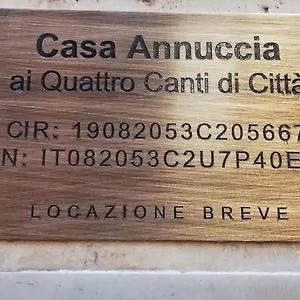 Casa Annuccia
ai Quattro Canti di Città
CIR: 19082053C205667
N: IT082053C2U7P40E
LOCAZIONE BREVE